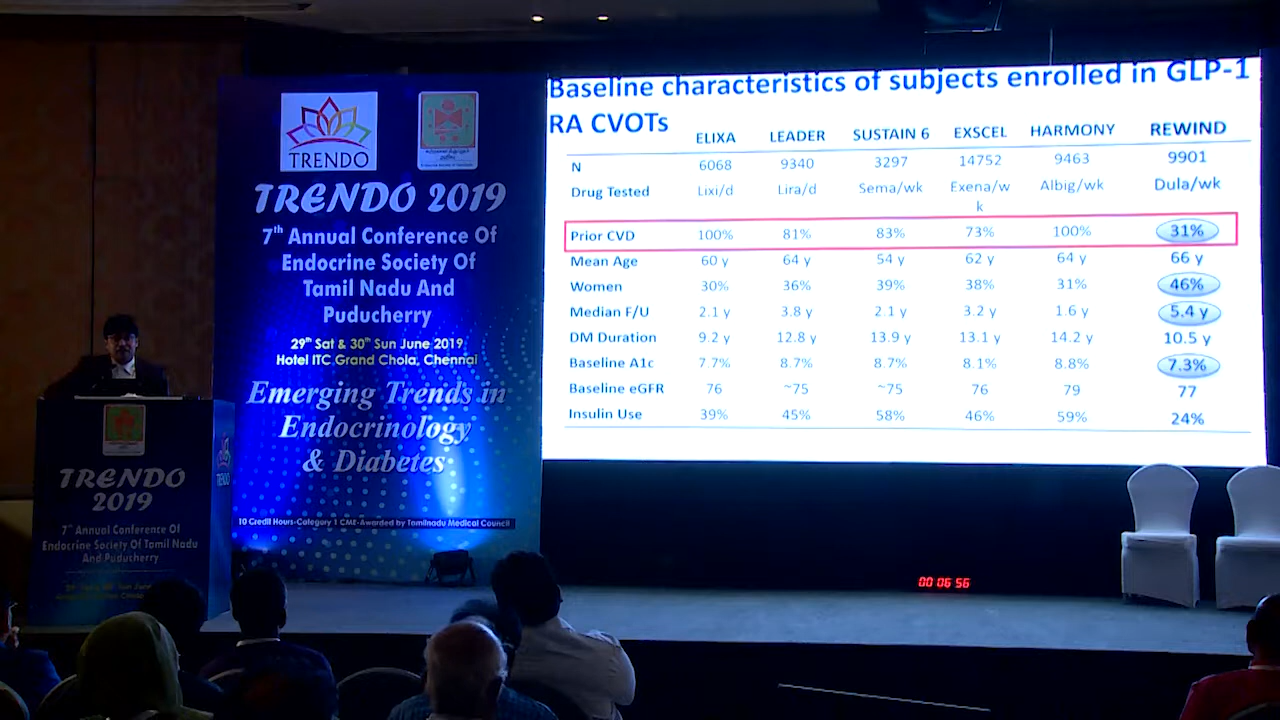 TRENDO
TRENDO 2019
7th Annual Conference Of
Endocrine Society Of
Tamil Nadu And
Puducherry
29th Sat & 30th Sun June 2019
Hotel ITC Grand Chola, Chennai
Emerging Trends in
Endocrinology
& Diabetes
10 Credit Hours-Category 1 CME-Awarded by Tamilnadu Medical Council
Baseline characteristics of subjects enrolled in GLP-1
RA CVOTs
ELIXA LEADER SUSTAIN 6 EXSCEL HARMONY REWIND
N 6068 9340 3297 14752 9463 9901
Drug Tested Lixi/d Lira/d Sema/wk Exena/w Albig/wk Dula/wk
k
Prior CVD 100% 81% 83% 73% 100% 31%
Mean Age 60 y 64 y 54 y 62 y 64 y 66 y
Women 30% 36% 39% 38% 31% 46%
Median F/U 2.1 y 3.8 y 2.1 y 3.2 y 1.6 y 5.4 y
DM Duration 9.2 y 12.8 y 13.9 y 13.1 y 14.2 y 10.5 y
Baseline A1c 7.7% 8.7% 8.7% 8.1% 8.8% 7.3%
Baseline eGFR 76 ~75 ~75 76 79 77
Insulin Use 39% 45% 58% 46% 59% 24%
TRENDO
2019
7th Annual Conference Of
Endocrine Society Of Tamil Nadu
And Puducherry
TRENDO
00 06 56